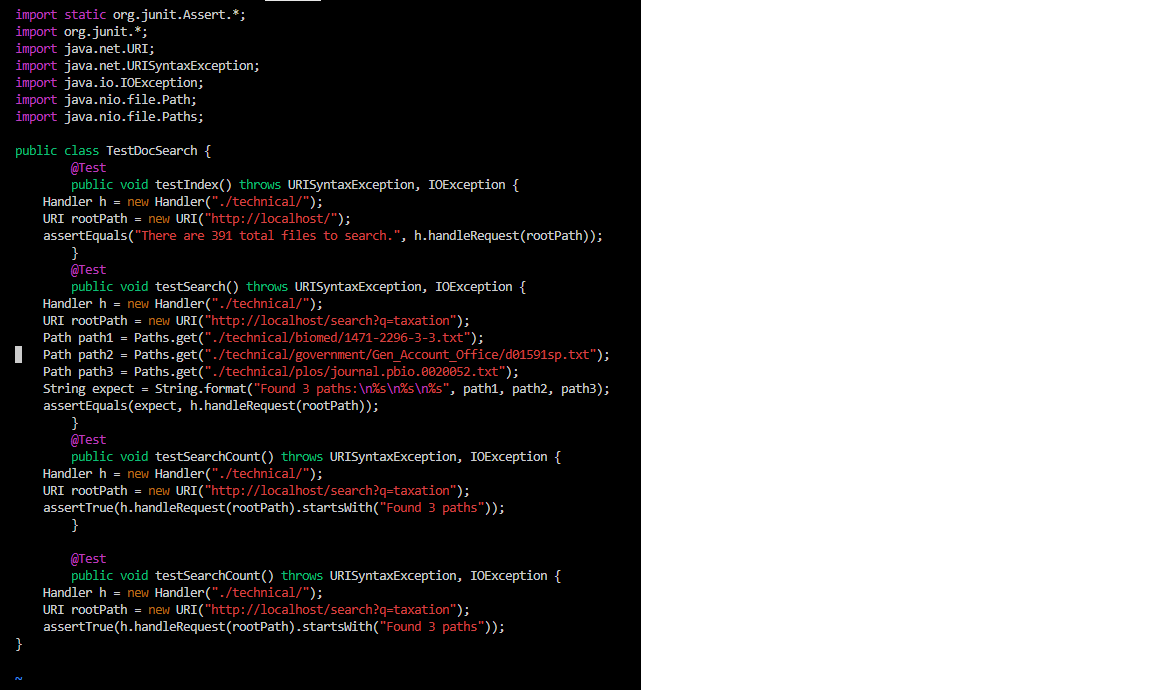 import static org.junit.Assert.*;
import org.junit.*;
import java.net.URI;
import java.net.URISyntaxException;
import java.io.IOException;
import java.nio.file.Path;
import java.nio.file.Paths;

public class TestDocSearch {
        @Test
        public void testIndex() throws URISyntaxException, IOException {
    Handler h = new Handler("./technical/");
    URI rootPath = new URI("http://localhost/");
    assertEquals("There are 391 total files to search.", h.handleRequest(rootPath));
        }
        @Test
        public void testSearch() throws URISyntaxException, IOException {
    Handler h = new Handler("./technical/");
    URI rootPath = new URI("http://localhost/search?q=taxation");
    Path path1 = Paths.get("./technical/biomed/1471-2296-3-3.txt");
    Path path2 = Paths.get("./technical/government/Gen_Account_Office/d01591sp.txt");
    Path path3 = Paths.get("./technical/plos/journal.pbio.0020052.txt");
    String expect = String.format("Found 3 paths:\n%s\n%s\n%s", path1, path2, path3);
    assertEquals(expect, h.handleRequest(rootPath));
        }
        @Test
        public void testSearchCount() throws URISyntaxException, IOException {
    Handler h = new Handler("./technical/");
    URI rootPath = new URI("http://localhost/search?q=taxation");
    assertTrue(h.handleRequest(rootPath).startsWith("Found 3 paths"));
        }

        @Test
        public void testSearchCount() throws URISyntaxException, IOException {
    Handler h = new Handler("./technical/");
    URI rootPath = new URI("http://localhost/search?q=taxation");
    assertTrue(h.handleRequest(rootPath).startsWith("Found 3 paths"));
}

~